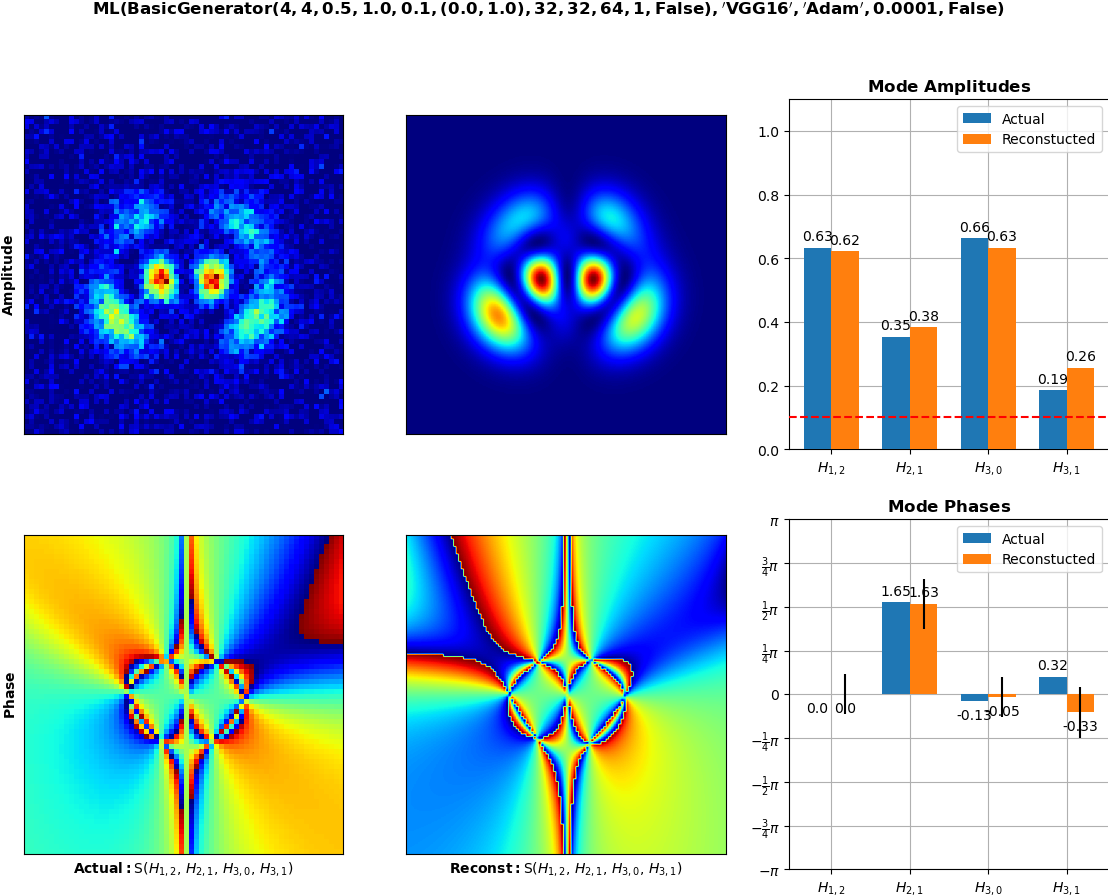 ML(BasicGenerator(4, 4, 0.5, 1.0, 0.1, (0.0, 1.0), 32, 32, 64, 1, False), ′VGG16′, ′Adam′, 0.0001, False)
Amplitude
Mode Amplitudes
Actual
Reconstucted
1.0
0.8
0.6
0.4
0.2
0.0
0.63 0.62
0.35 0.38
0.66 0.63
0.19 0.26
H1,2 H2,1 H3,0 H3,1
Phase
Actual: S(H1,2, H2,1, H3,0, H3,1)
Reconst: S(H1,2, H2,1, H3,0, H3,1)
Mode Phases
Actual
Reconstucted
π
3/4π
1/2π
1/4π
0
−1/4π
−1/2π
−3/4π
−π
0.0 0.0
1.65 1.63
-0.13 -0.05
0.32 -0.33
H1,2 H2,1 H3,0 H3,1